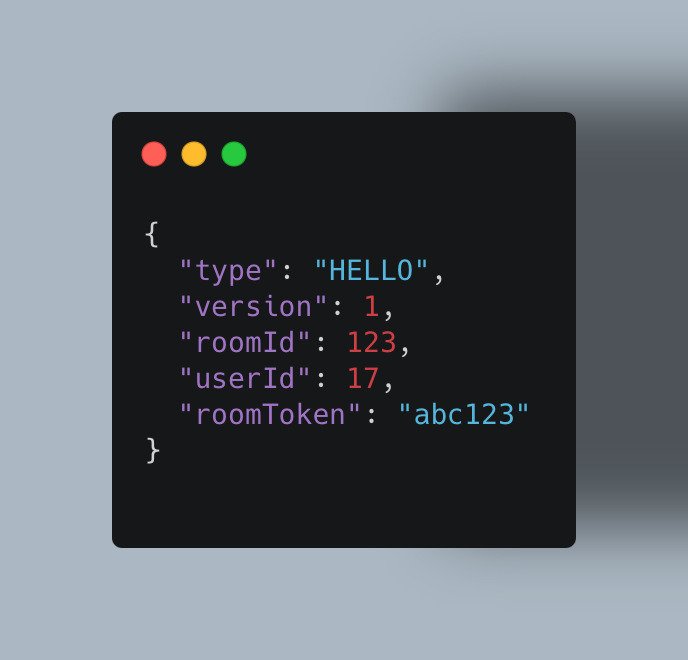 {
  "type": "HELLO",
  "version": 1,
  "roomId": 123,
  "userId": 17,
  "roomToken": "abc123"
}